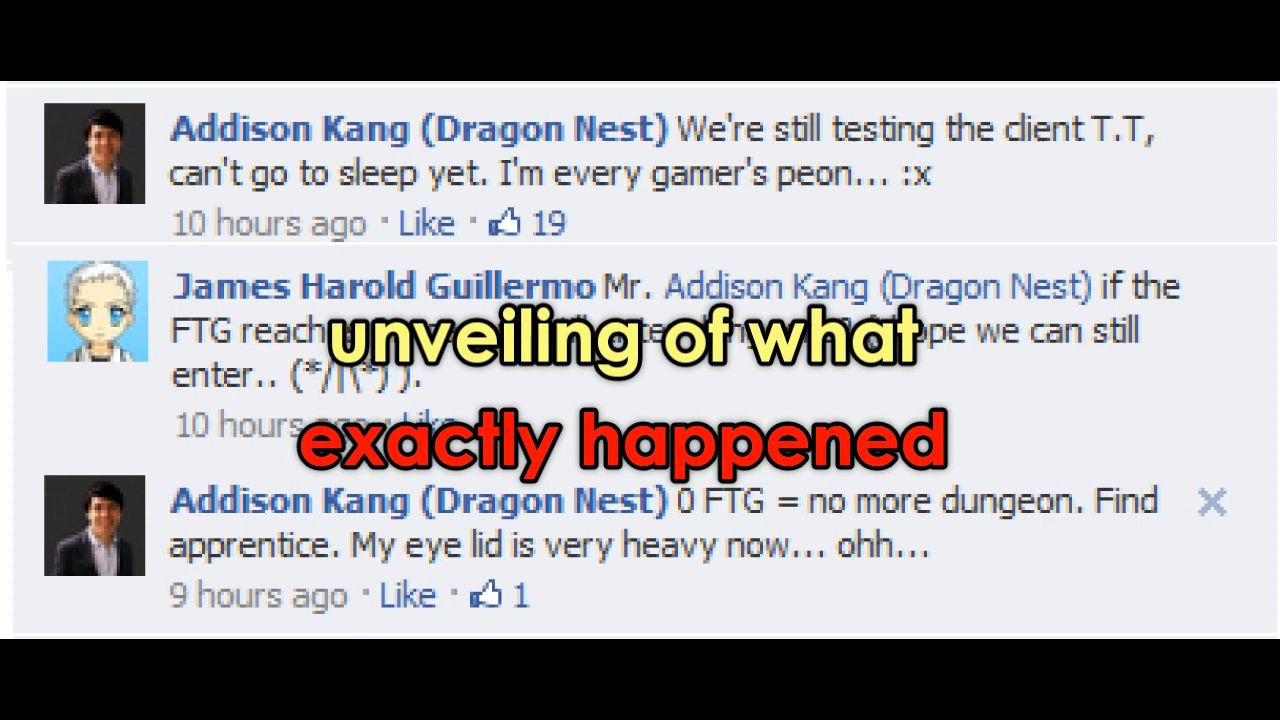 Addison Kang (Dragon Nest) We're still testing the client T.T,
can't go to sleep yet. I'm every gamer's peon... :x
10 hours ago · Like · 19
James Harold Guillermo Mr. Addison Kang (Dragon Nest) if the
FTG we can still
unveiling of what
enter.. (*/|\*) ).
10 hours ago · Like
exactly happened
Addison Kang (Dragon Nest) 0 FTG = no more dungeon. Find
apprentice. My eye lid is very heavy now... ohh...
9 hours ago · Like · 1